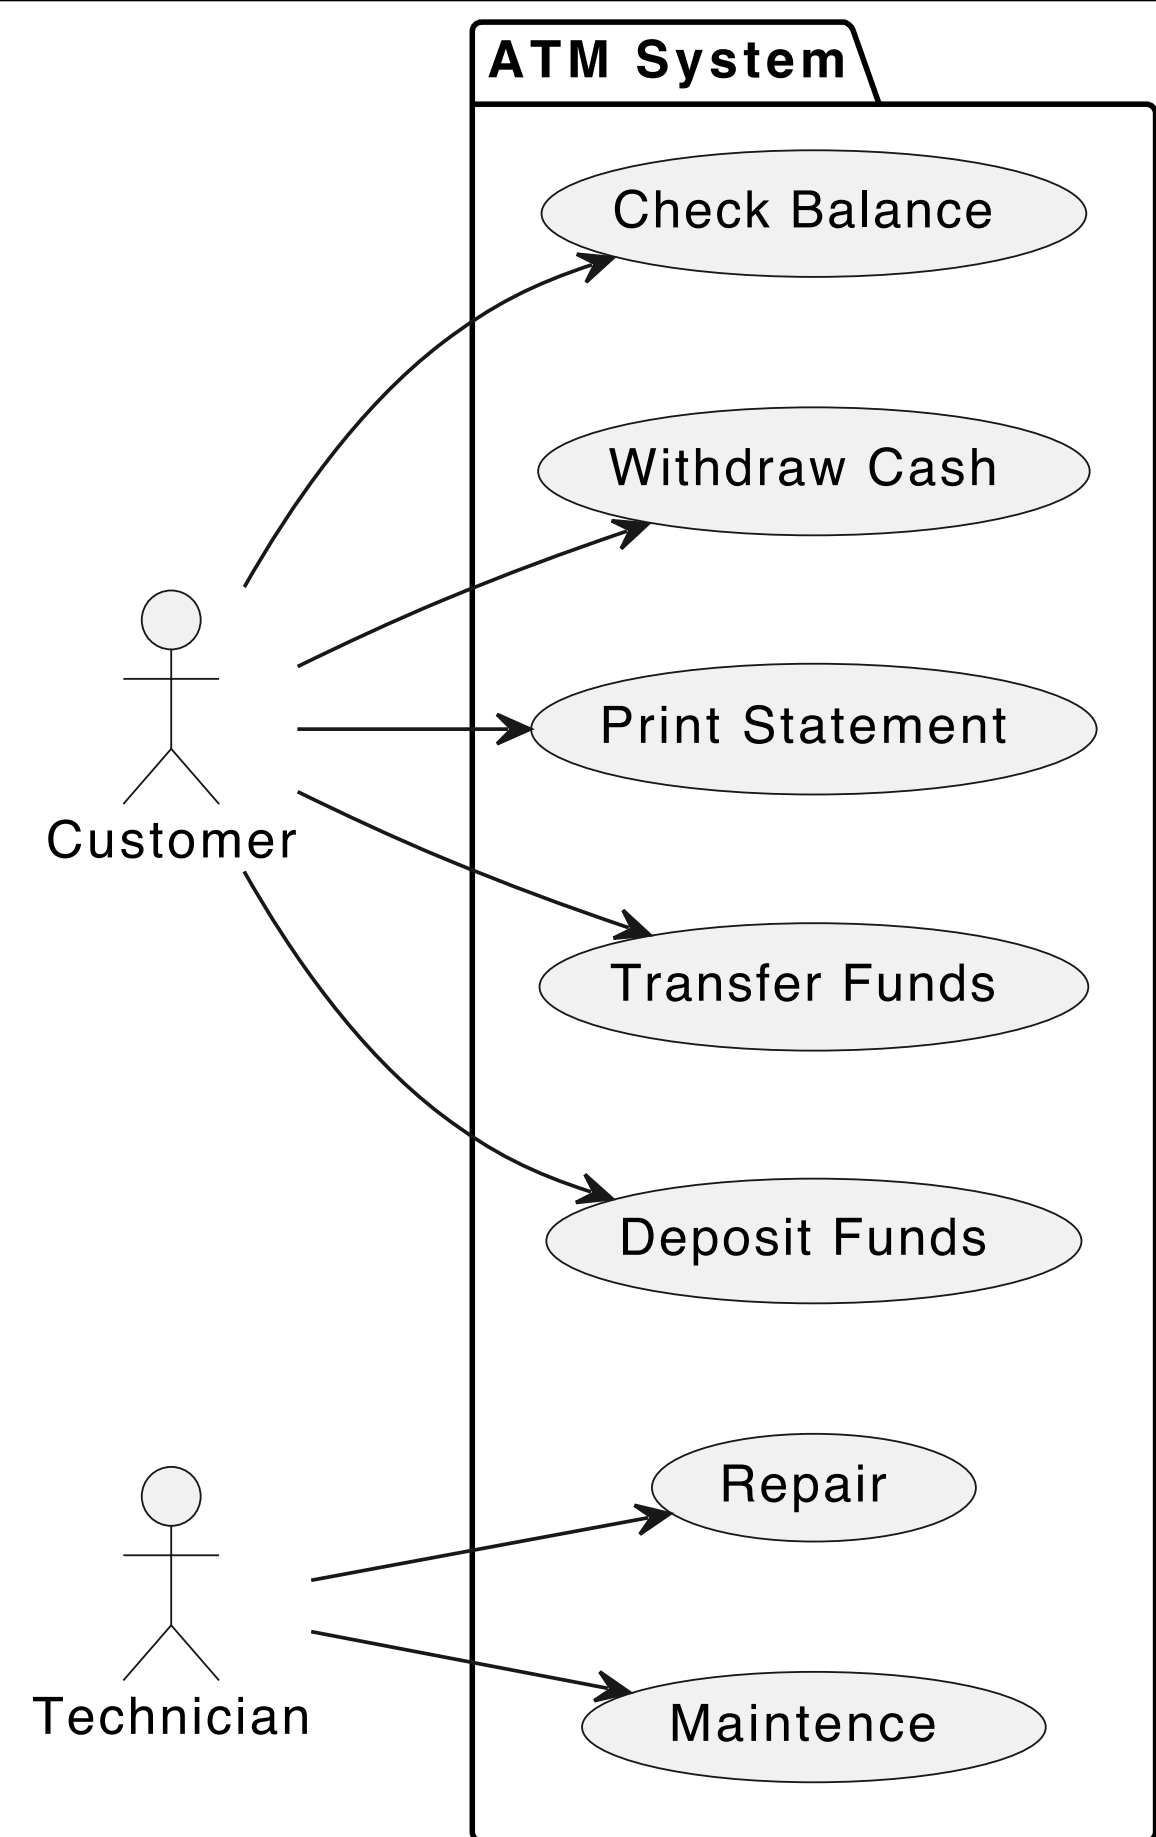 ATM System
Check Balance
Withdraw Cash
Print Statement
Customer
Transfer Funds
Deposit Funds
Repair
Technician
Maintence